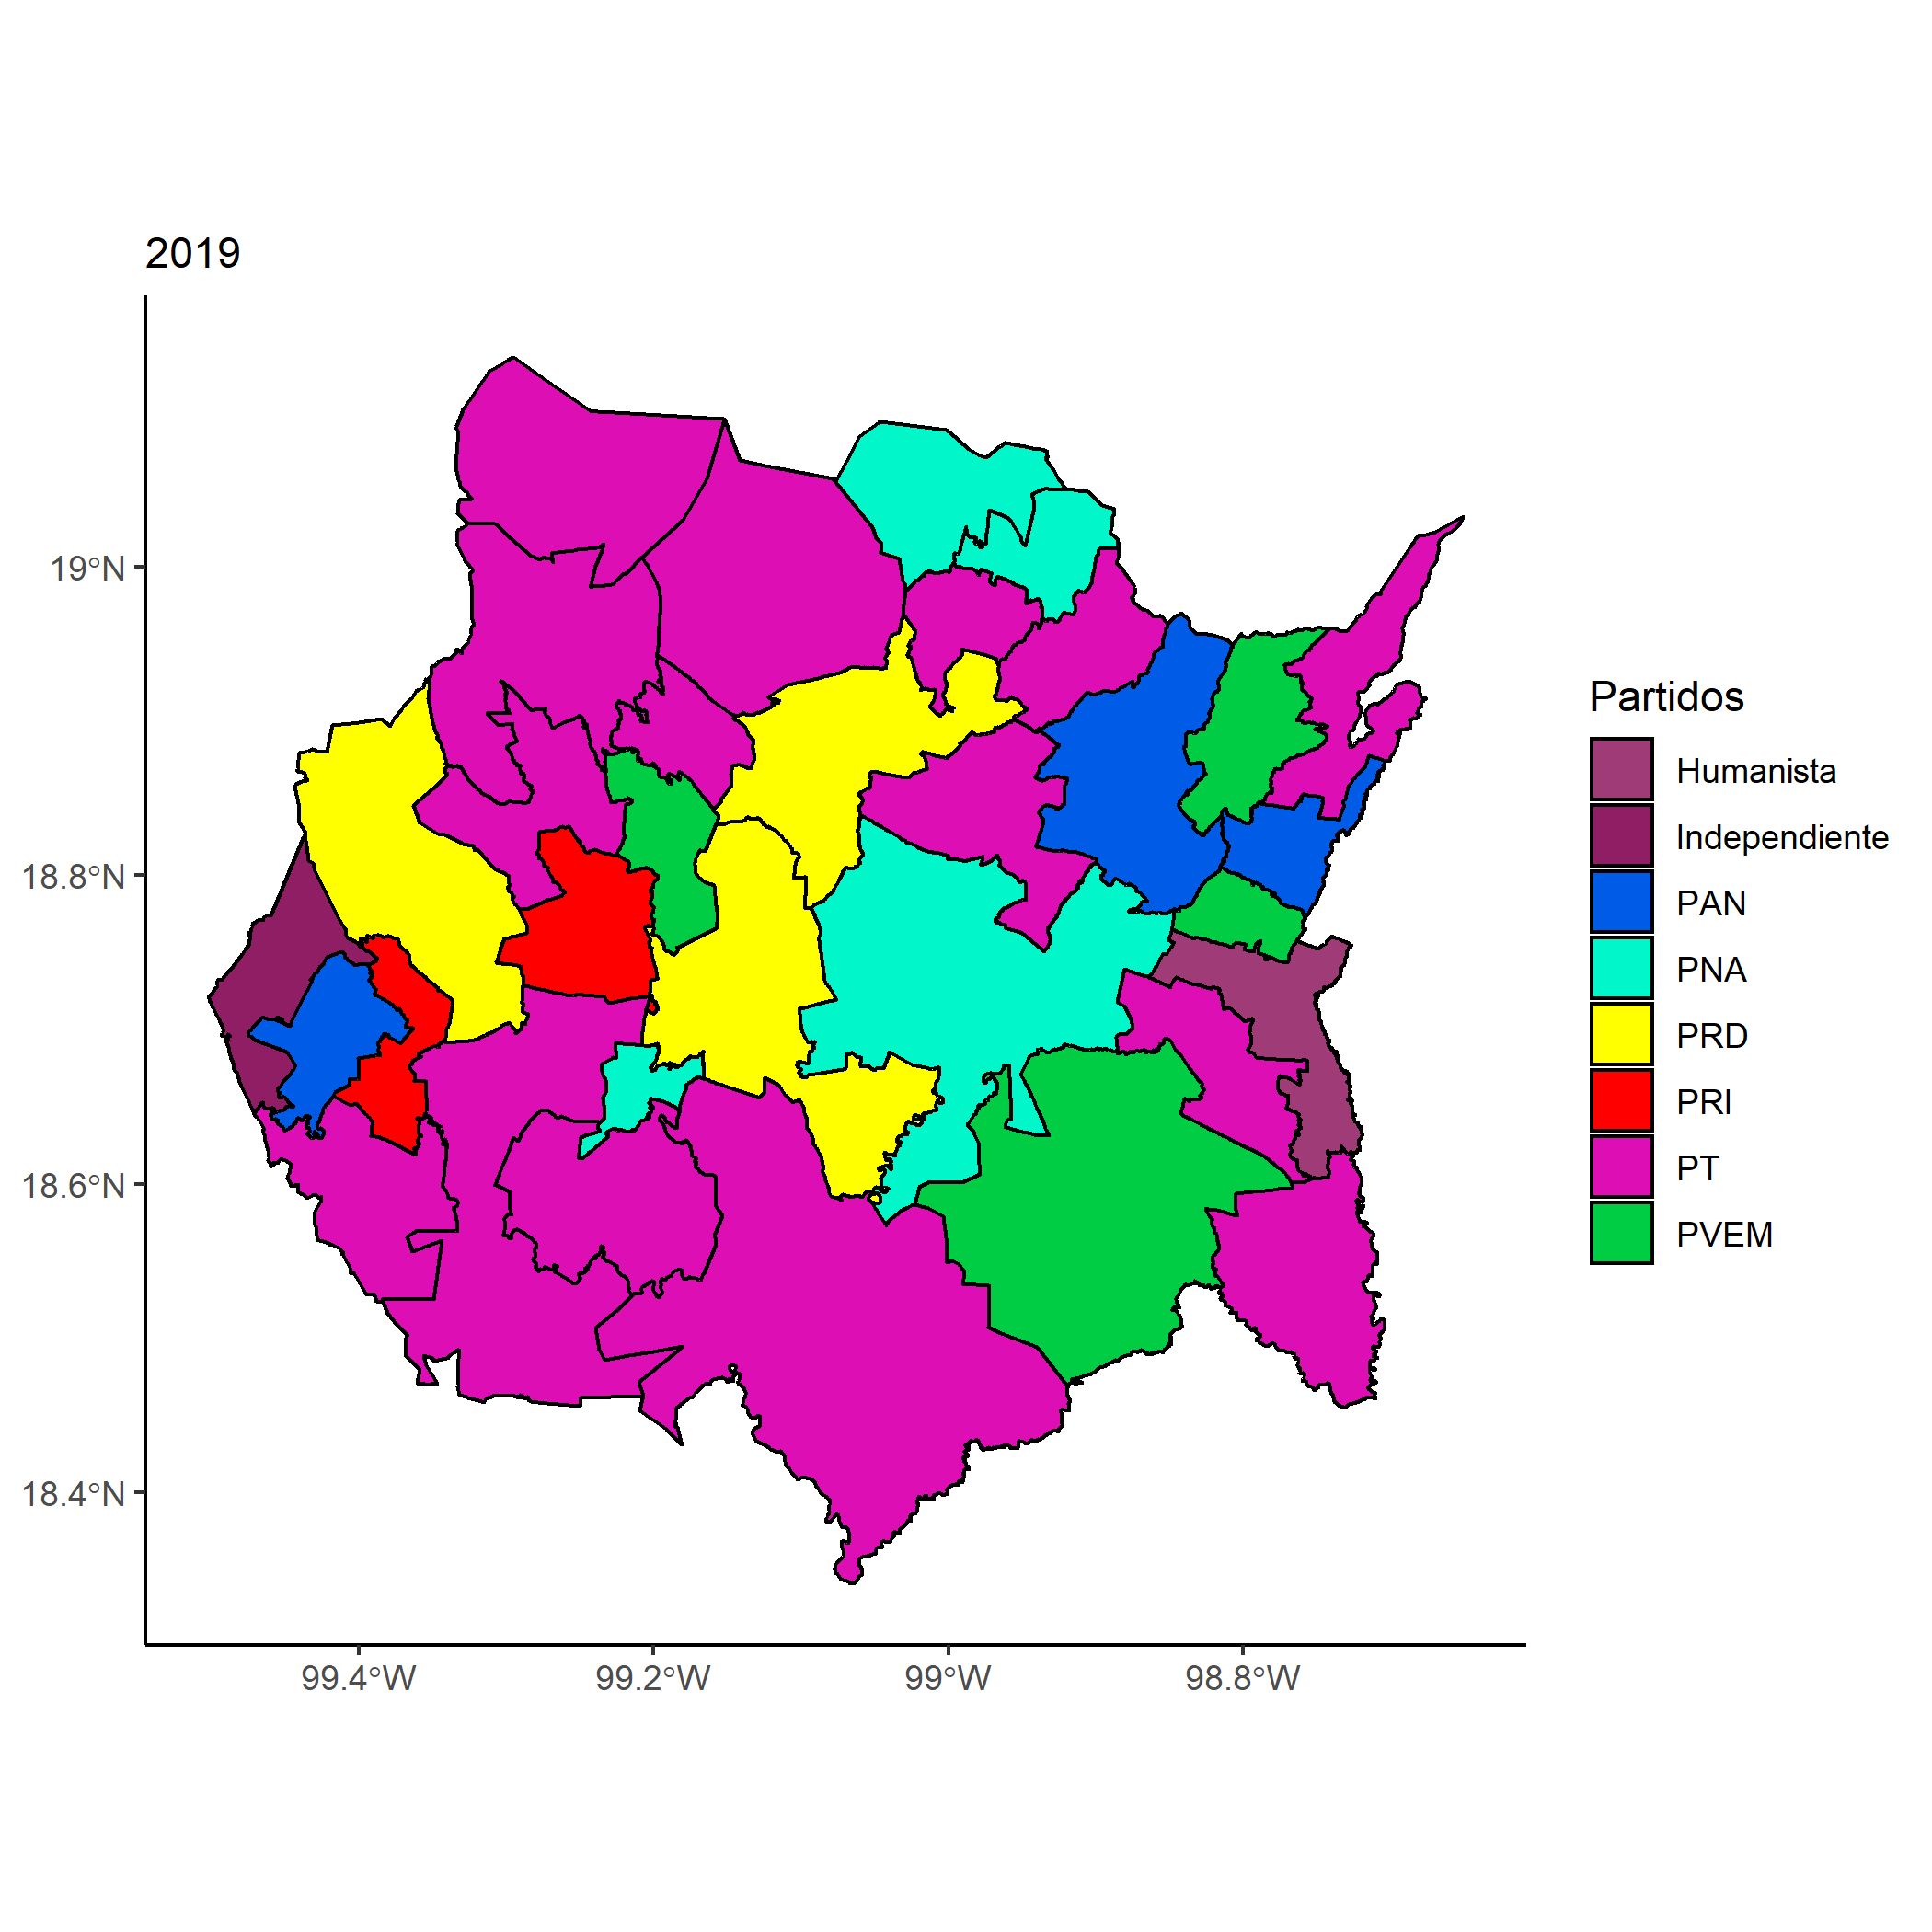 2019
19°N
18.8°N
18.6°N
18.4°N
99.4°W
99.2°W
99°W
98.8°W
Partidos
Humanista
Independiente
PAN
PNA
PRD
PRI
PT
PVEM